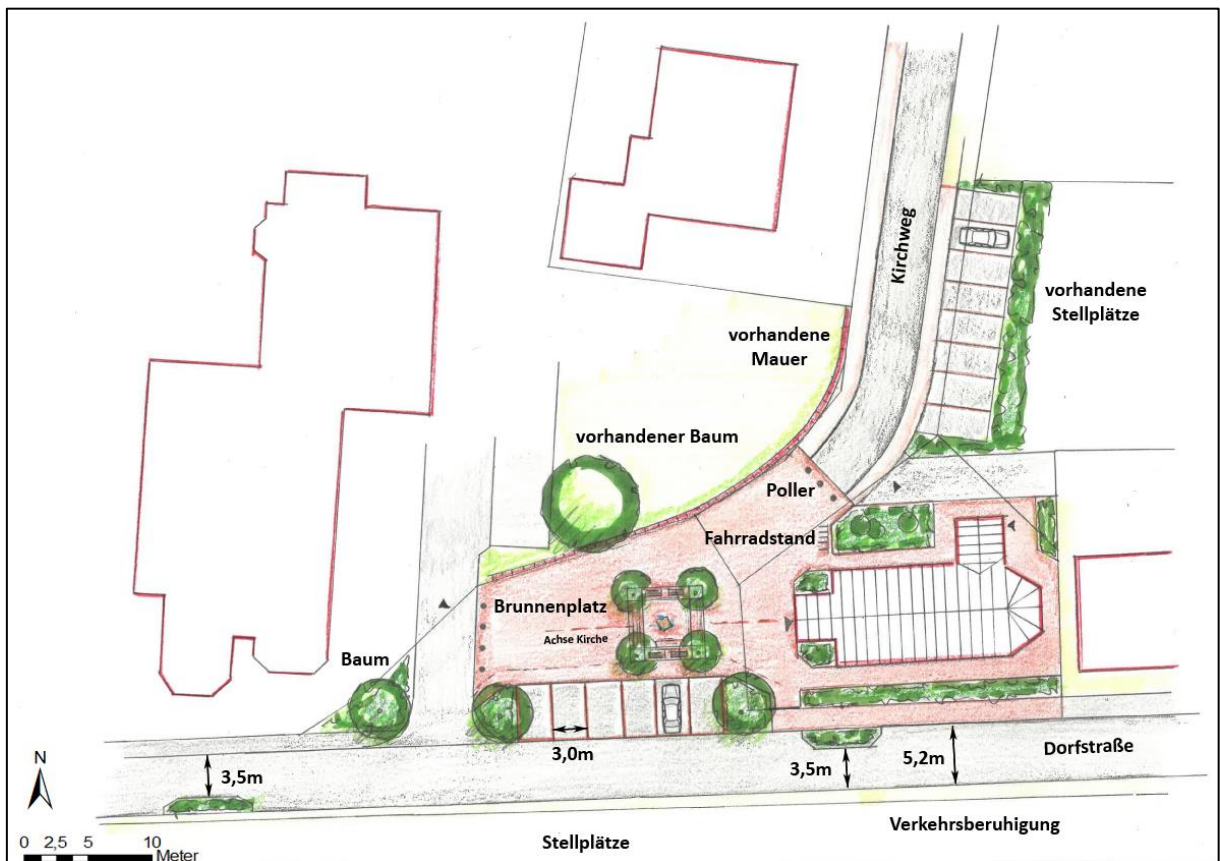 Kirchweg
vorhandene
Stellplätze
vorhandene
Mauer
vorhandener Baum
Poller
Fahrradstand
Brunnenplatz
Achse Kirche
Baum
3,5m
3,0m
3,5m
5,2m
Dorfstraße
N
0 2,5 5 10
Meter
Stellplätze
Verkehrsberuhigung